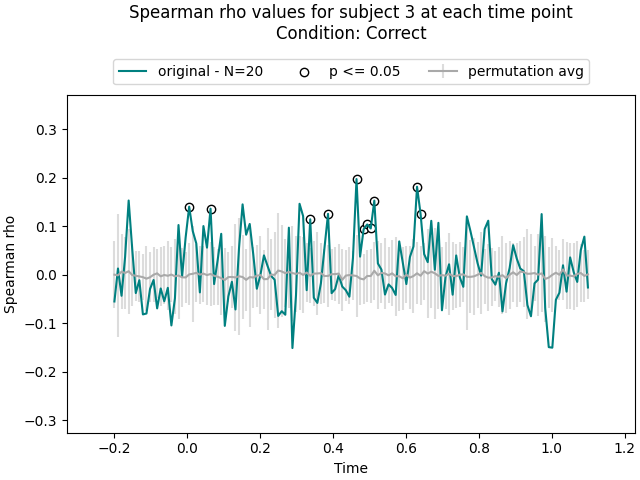 Spearman rho values for subject 3 at each time point
Condition: Correct
original - N=20
p <= 0.05
permutation avg
Spearman rho
0.3
0.2
0.1
0.0
−0.1
−0.2
−0.3
−0.2
0.0
0.2
0.4
0.6
0.8
1.0
1.2
Time